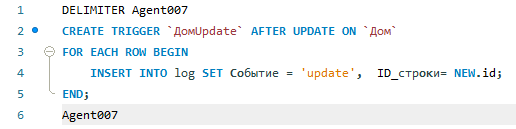 1 DELIMITER Agent007
2 CREATE TRIGGER `ДомUpdate` AFTER UPDATE ON `Дом`
3 FOR EACH ROW BEGIN
4 INSERT INTO log SET Событие = 'update', ID_строки= NEW.id;
5 END;
6 Agent007